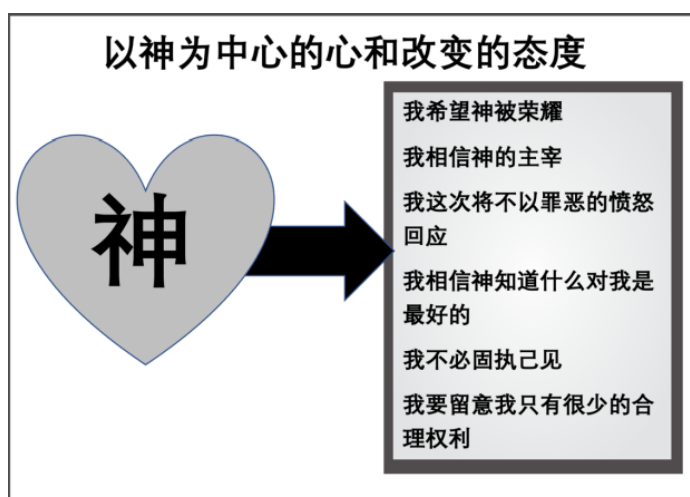 以神为中心的心和改变的态度
神
我希望神被荣耀
我相信神的主宰
我这次将不以罪恶的愤怒
回应
我相信神知道什么对我是
最好的
我不必固执己见
我要留意我只有很少的合
理权利